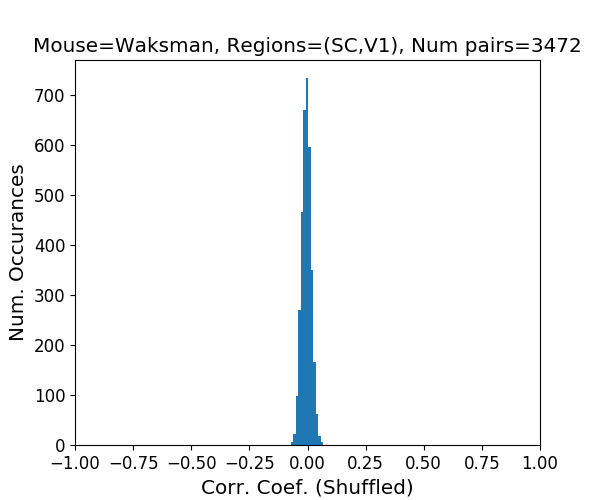 Mouse=Waksman, Regions=(SC,V1), Num pairs=3472
Num. Occurances
700
600
500
400
300
200
100
0
−1.00 −0.75 −0.50 −0.25 0.00 0.25 0.50 0.75 1.00
Corr. Coef. (Shuffled)